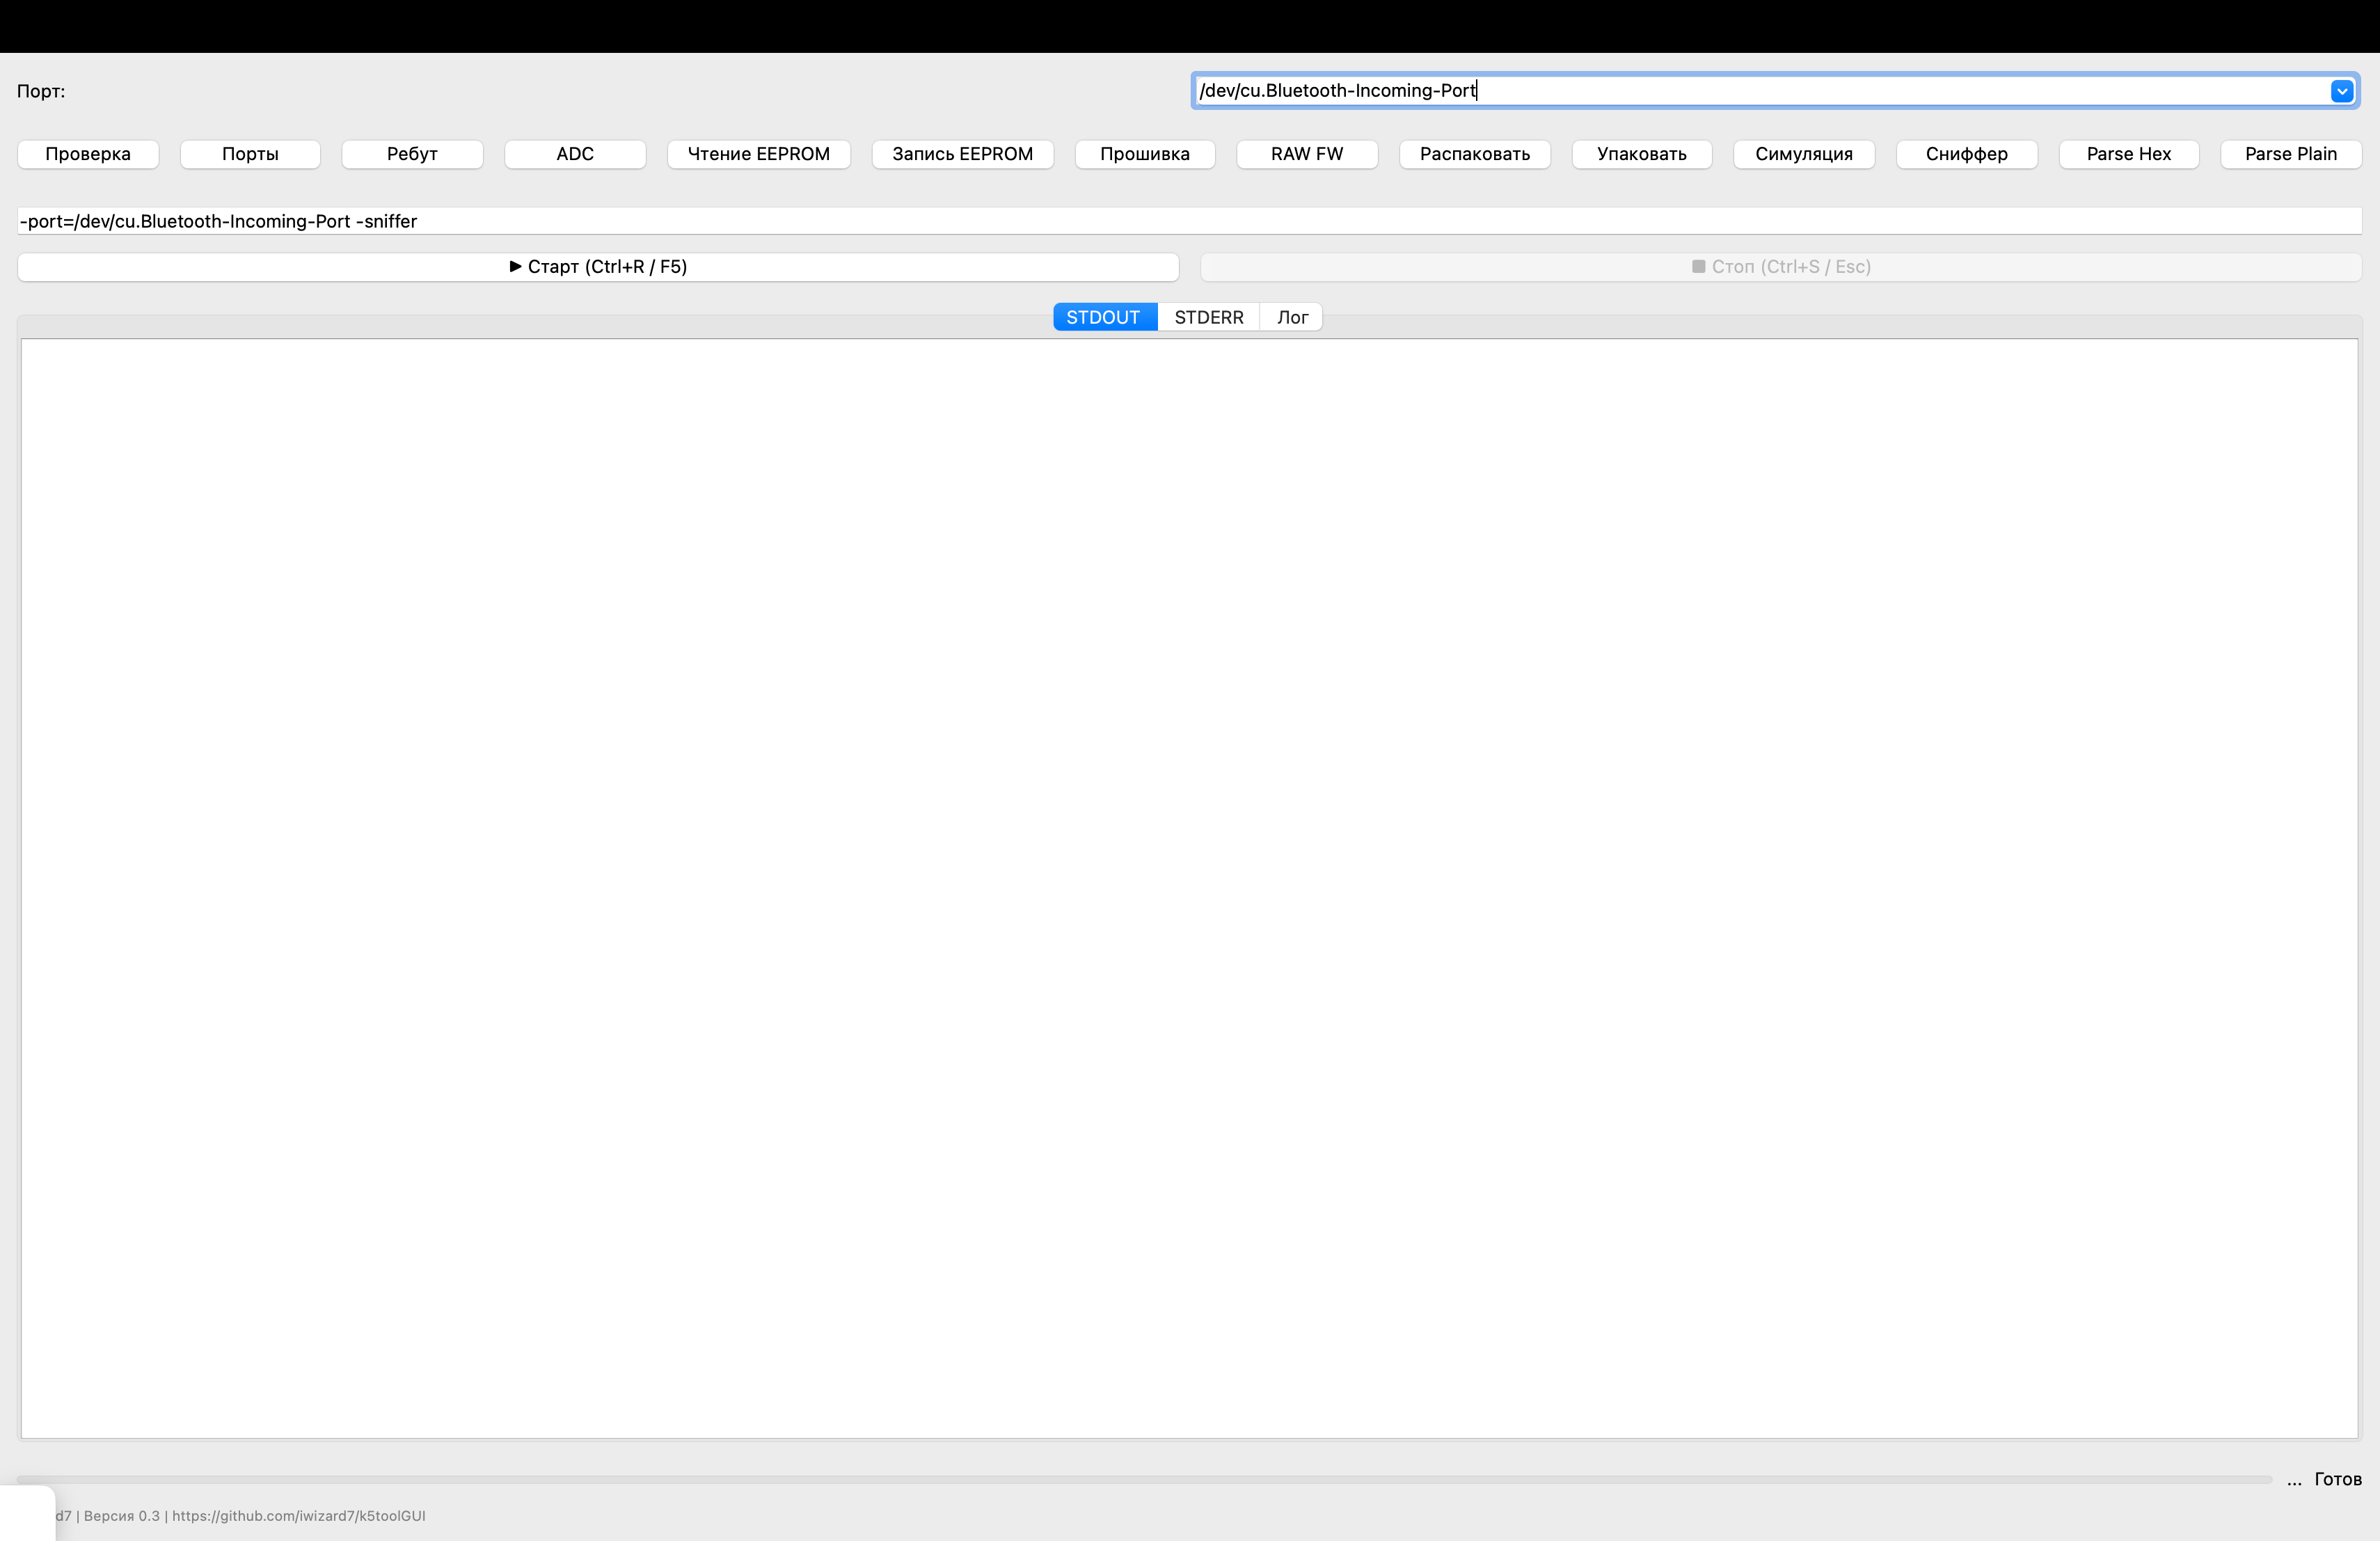 Порт:
/dev/cu.Bluetooth-Incoming-Port
Проверка Порты Ребут ADC Чтение EEPROM Запись EEPROM Прошивка RAW FW Распаковать Упаковать Симуляция Сниффер Parse Hex Parse Plain
-port=/dev/cu.Bluetooth-Incoming-Port -sniffer
▶ Старт (Ctrl+R / F5) ■ Стоп (Ctrl+S / Esc)
STDOUT STDERR Лог
... Готов
d7 | Версия 0.3 | https://github.com/iwizard7/k5toolGUI